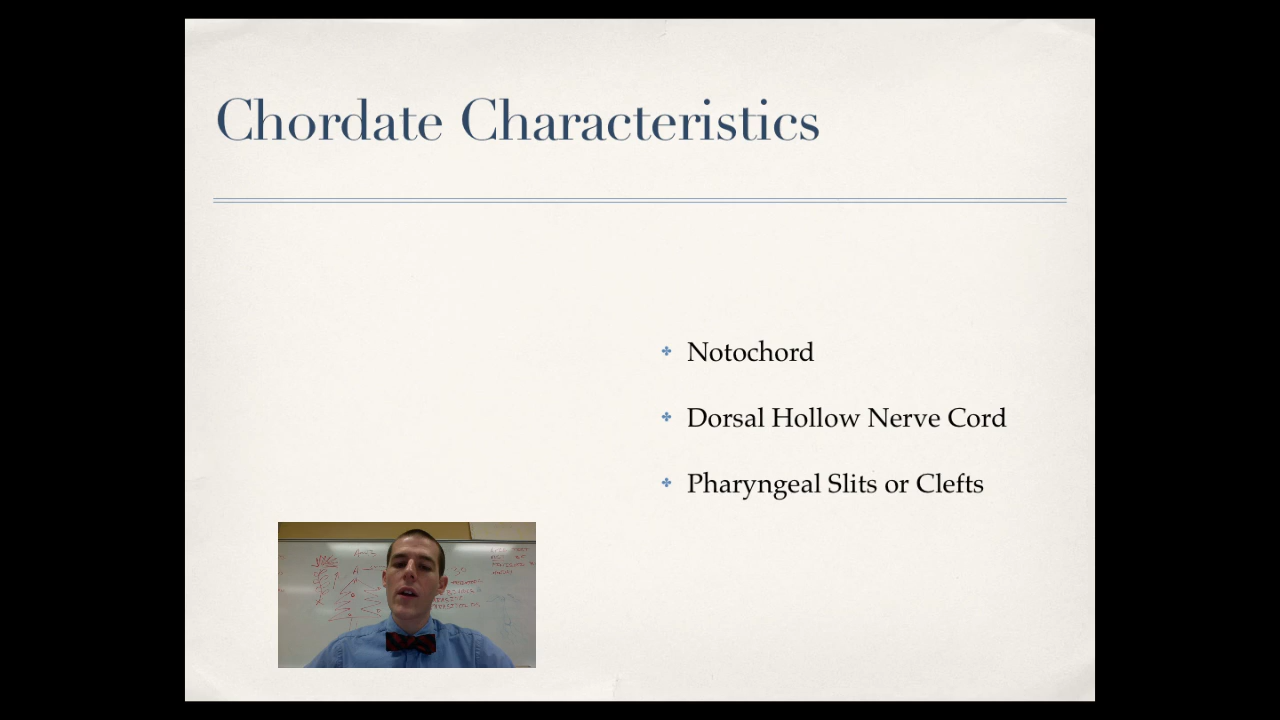 Chordate Characteristics
Notochord
Dorsal Hollow Nerve Cord
Pharyngeal Slits or Clefts